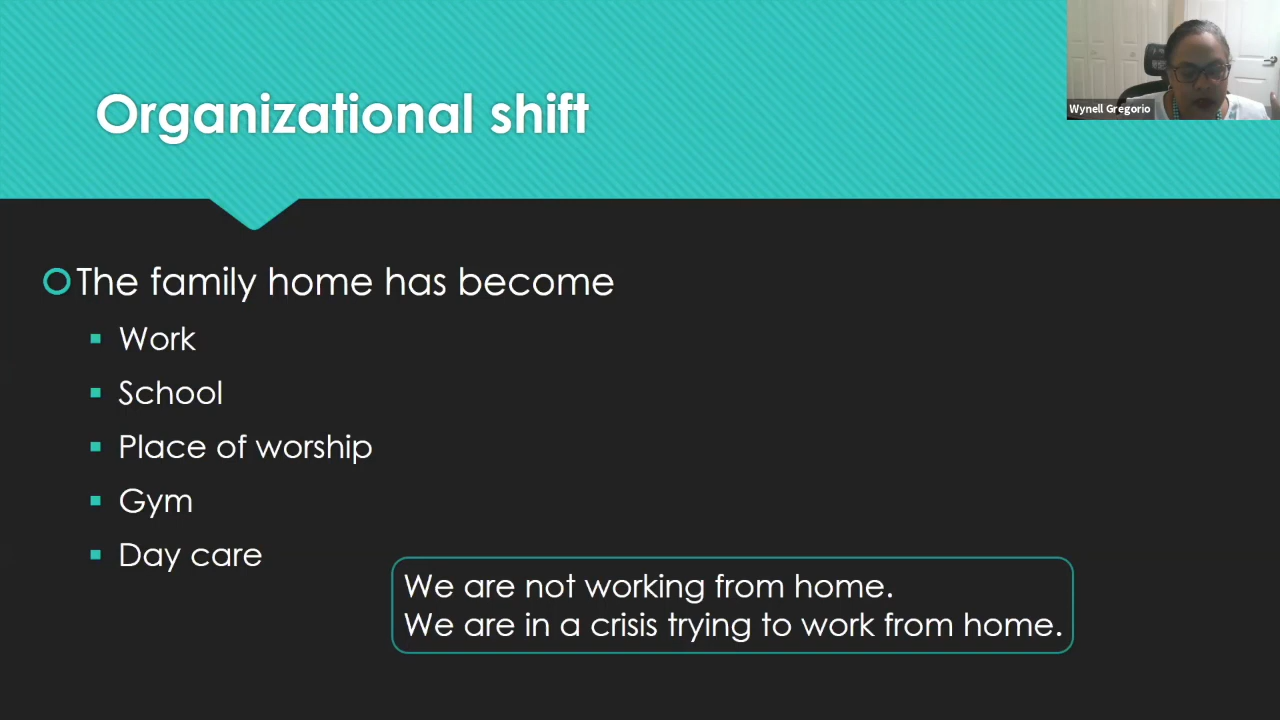 Organizational shift
Wynell Gregorio
The family home has become
Work
School
Place of worship
Gym
Day care
We are not working from home.
We are in a crisis trying to work from home.